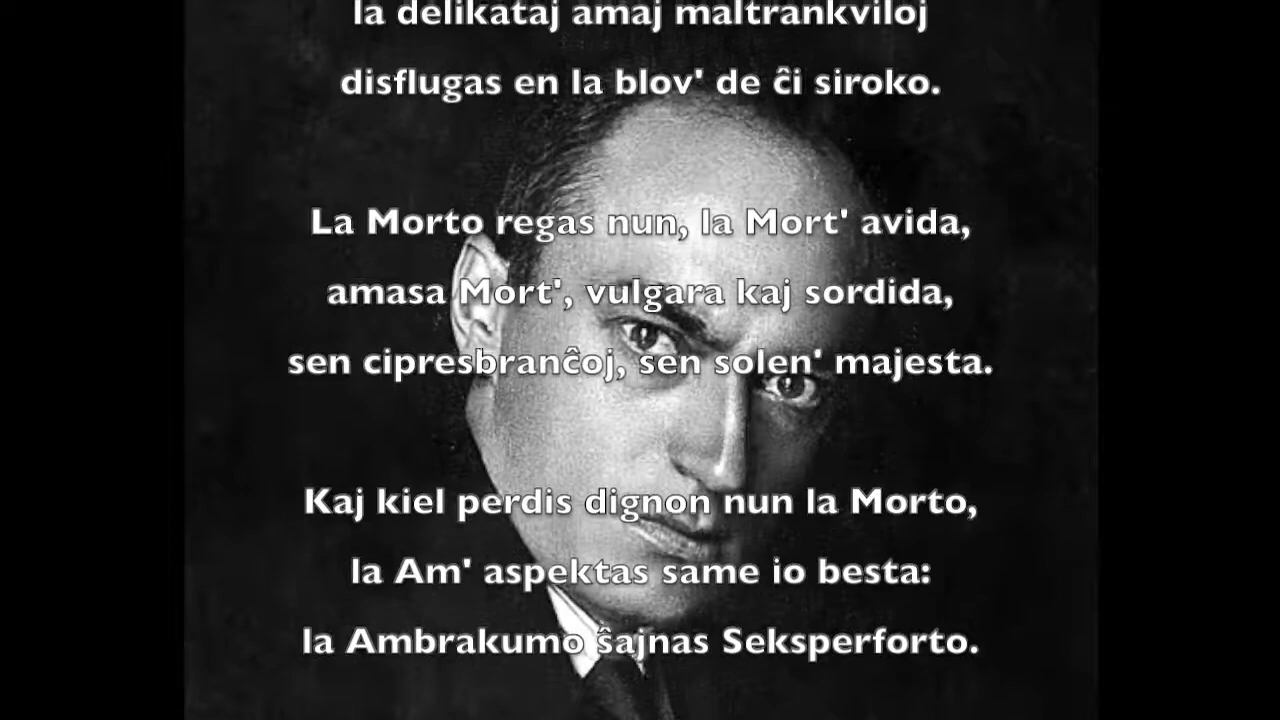 la delikataj amaj maltrankviloj
disflugas en la blov' de ĉi siroko.
La Morto regas nun, la Mort' avida,
amasa Mort', vulgara kaj sordida,
sen cipresbranĉoj, sen solen' majesta.
Kaj kiel perdis dignon nun la Morto,
la Am' aspektas same io besta:
la Ambrakumo ŝajnas Seksperforto.